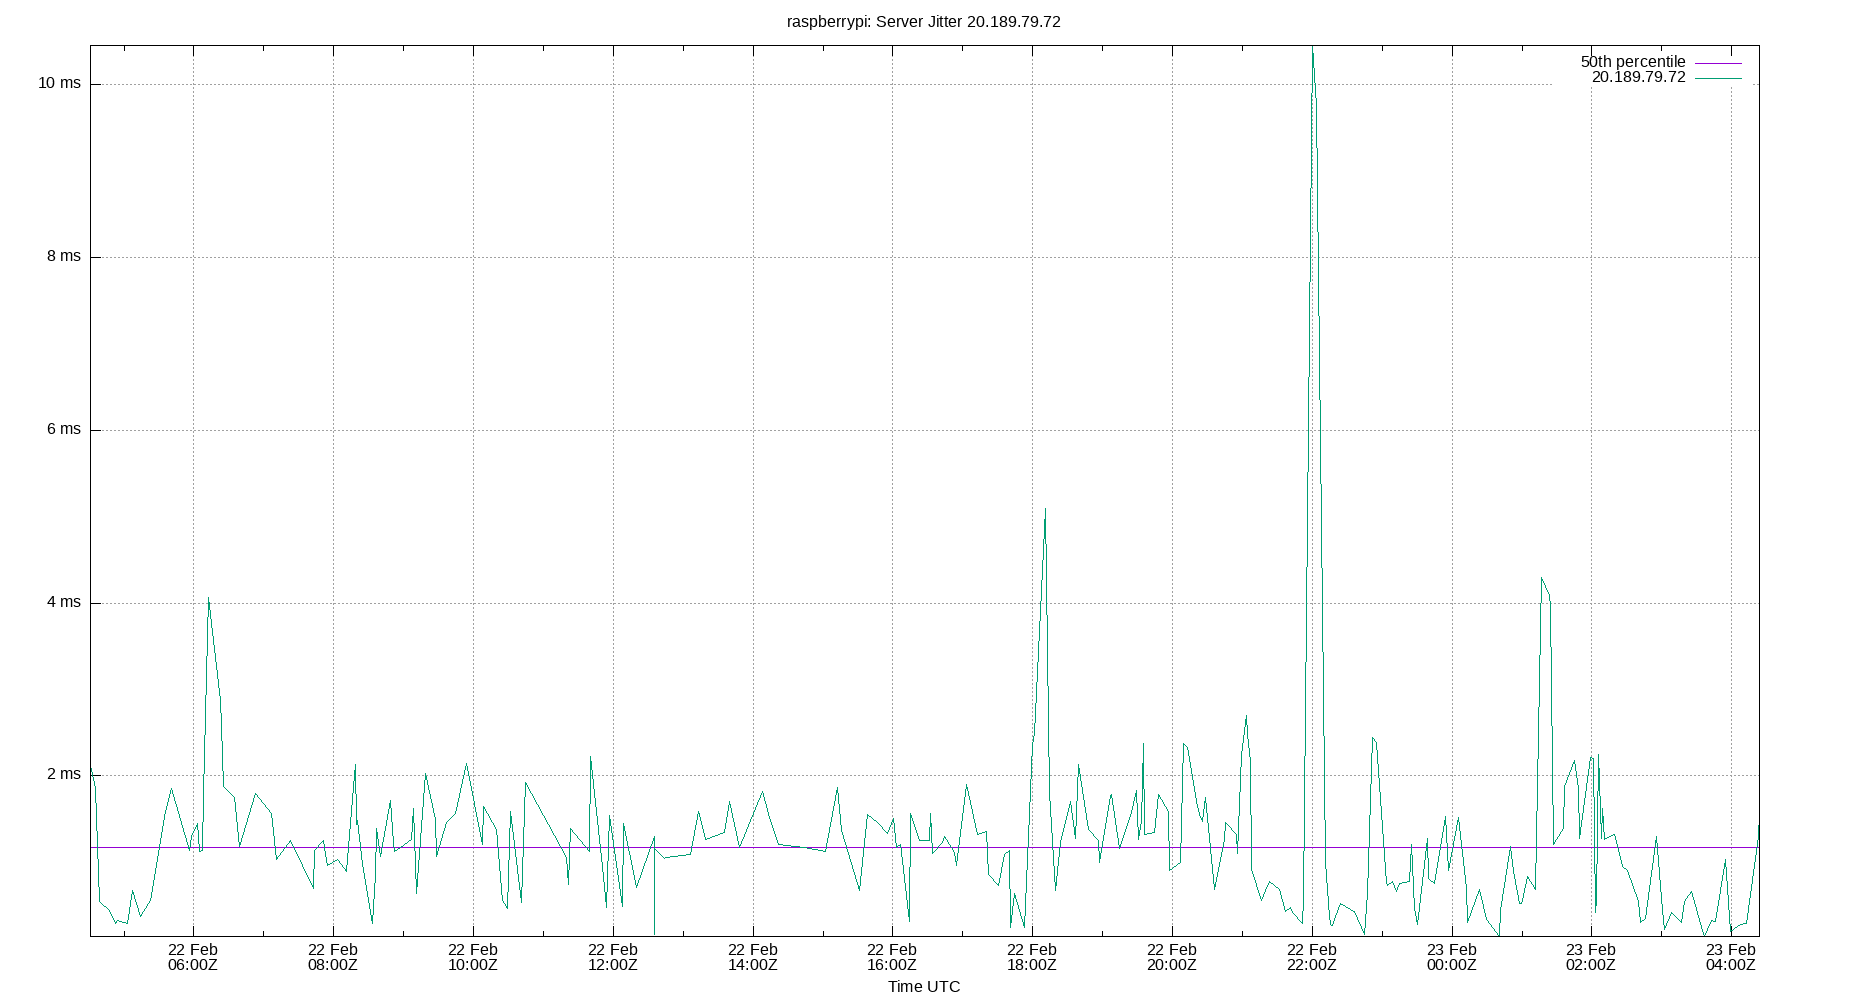 raspberrypi: Server Jitter 20.189.79.72
50th percentile
20.189.79.72
10 ms
8 ms
6 ms
4 ms
2 ms
22 Feb 22 Feb 22 Feb 22 Feb 22 Feb 22 Feb 22 Feb 22 Feb 22 Feb 23 Feb 23 Feb 23 Feb
06:00Z 08:00Z 10:00Z 12:00Z 14:00Z 16:00Z 18:00Z 20:00Z 22:00Z 00:00Z 02:00Z 04:00Z
Time UTC